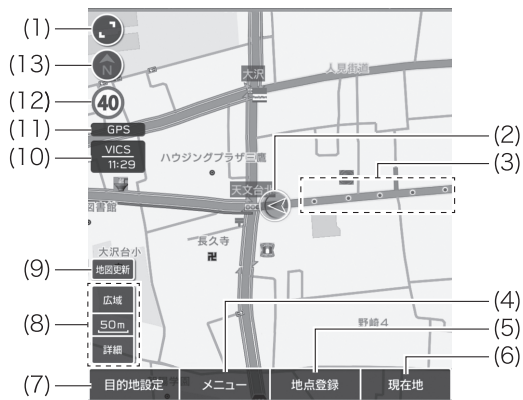 (1)
(13)
N
(12)
40
(11)
GPS
(10)
VICS
11:29
大沢
人見街道
(2)
(3)
ハウジングプラザ三鷹
天文台北
図書館
長久寺
大沢台小
(9)
地図更新
(8)
広域
50m
詳細
野崎4
(4)
(5)
(6)
(7)
目的地設定
メニュー
地点登録
現在地